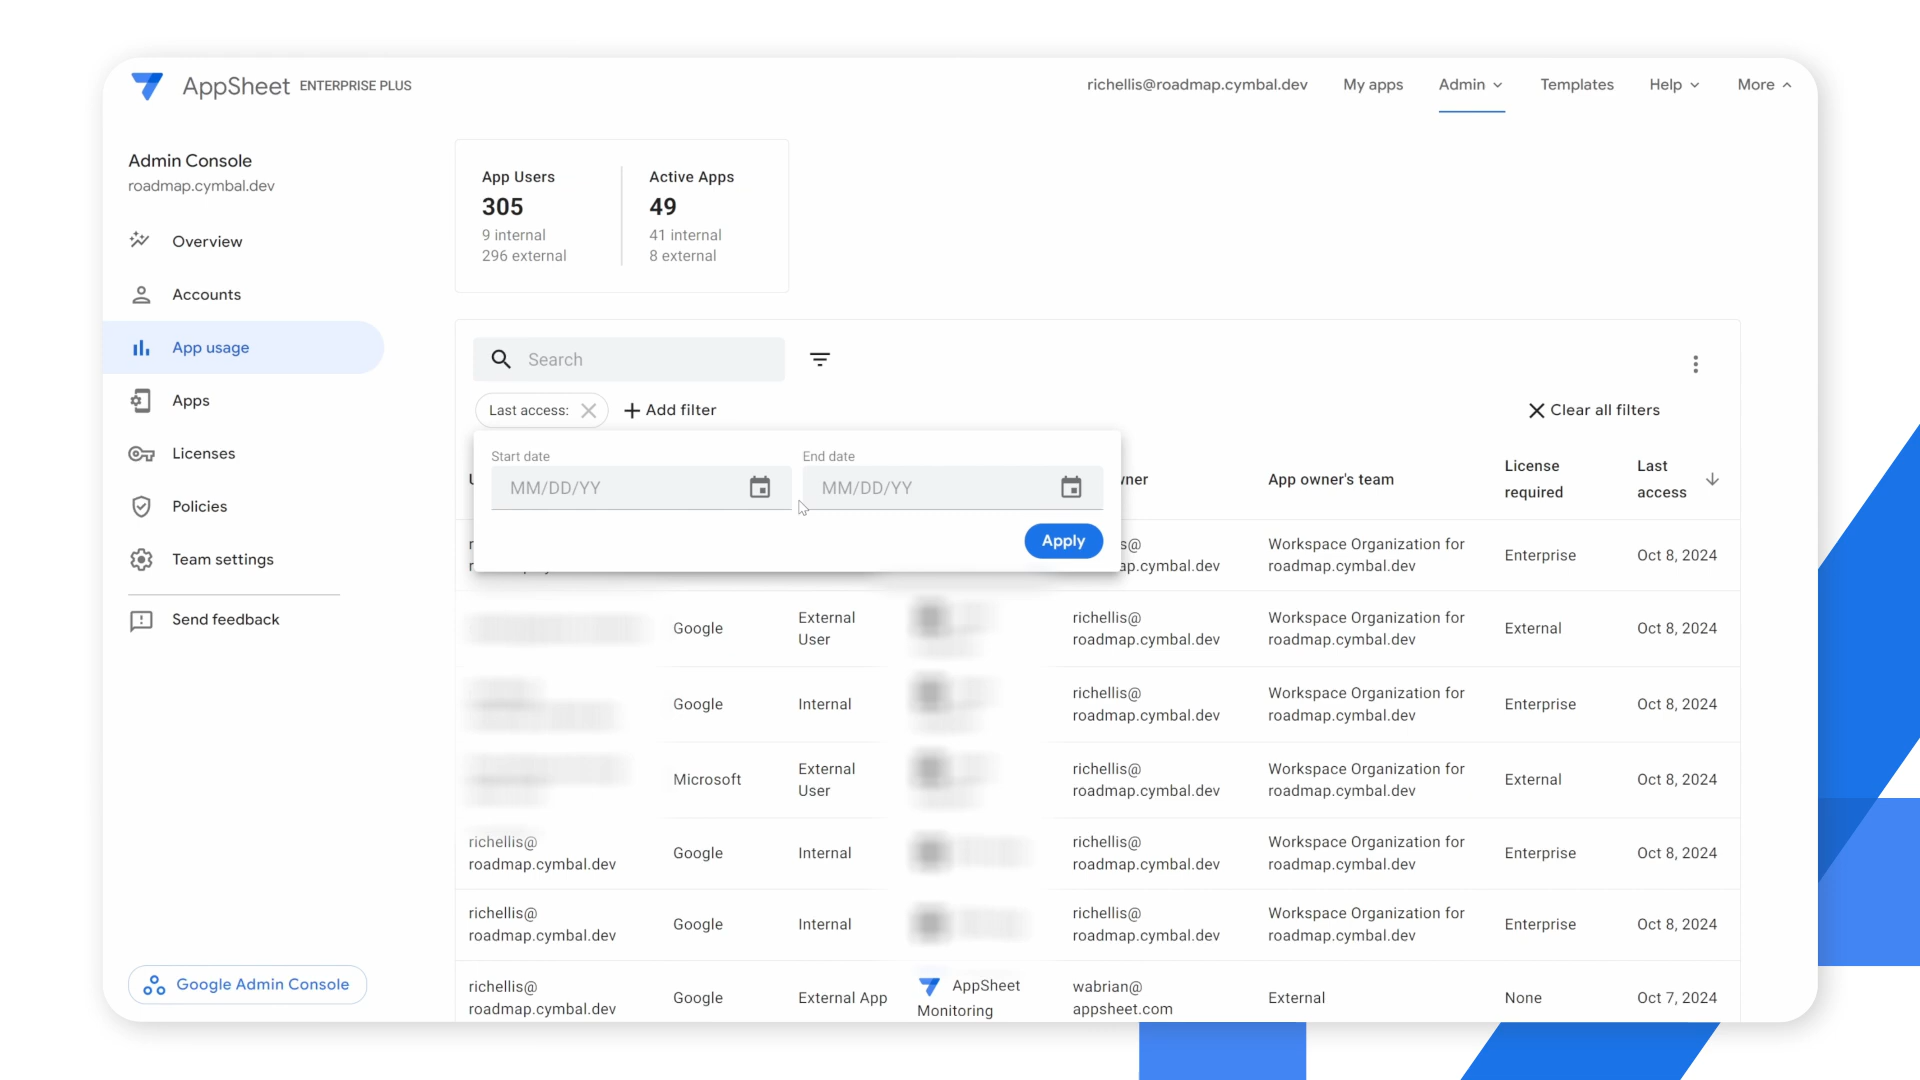 AppSheet ENTERPRISE PLUS
richellis@roadmap.cymbal.dev My apps Admin Templates Help More
Admin Console
roadmap.cymbal.dev
Overview
Accounts
App usage
Apps
Licenses
Policies
Team settings
Send feedback
Google Admin Console
App Users
305
9 internal
296 external
Active Apps
49
41 internal
8 external
Search
Last access: Add filter Clear all filters
Start date End date
MM/DD/YY MM/DD/YY
Apply
App owner's team
License
required
Last
access
Workspace Organization for
roadmap.cymbal.dev
Enterprise
Oct 8, 2024
Google
External
User
richellis@
roadmap.cymbal.dev
Workspace Organization for
roadmap.cymbal.dev
External
Oct 8, 2024
Google
Internal
richellis@
roadmap.cymbal.dev
Workspace Organization for
roadmap.cymbal.dev
Enterprise
Oct 8, 2024
Microsoft
External
User
richellis@
roadmap.cymbal.dev
Workspace Organization for
roadmap.cymbal.dev
External
Oct 8, 2024
richellis@
roadmap.cymbal.dev
Google
Internal
richellis@
roadmap.cymbal.dev
Workspace Organization for
roadmap.cymbal.dev
Enterprise
Oct 8, 2024
richellis@
roadmap.cymbal.dev
Google
Internal
richellis@
roadmap.cymbal.dev
Workspace Organization for
roadmap.cymbal.dev
Enterprise
Oct 8, 2024
richellis@
roadmap.cymbal.dev
Google
External App
AppSheet
Monitoring
wabrian@
appsheet.com
External
None
Oct 7, 2024